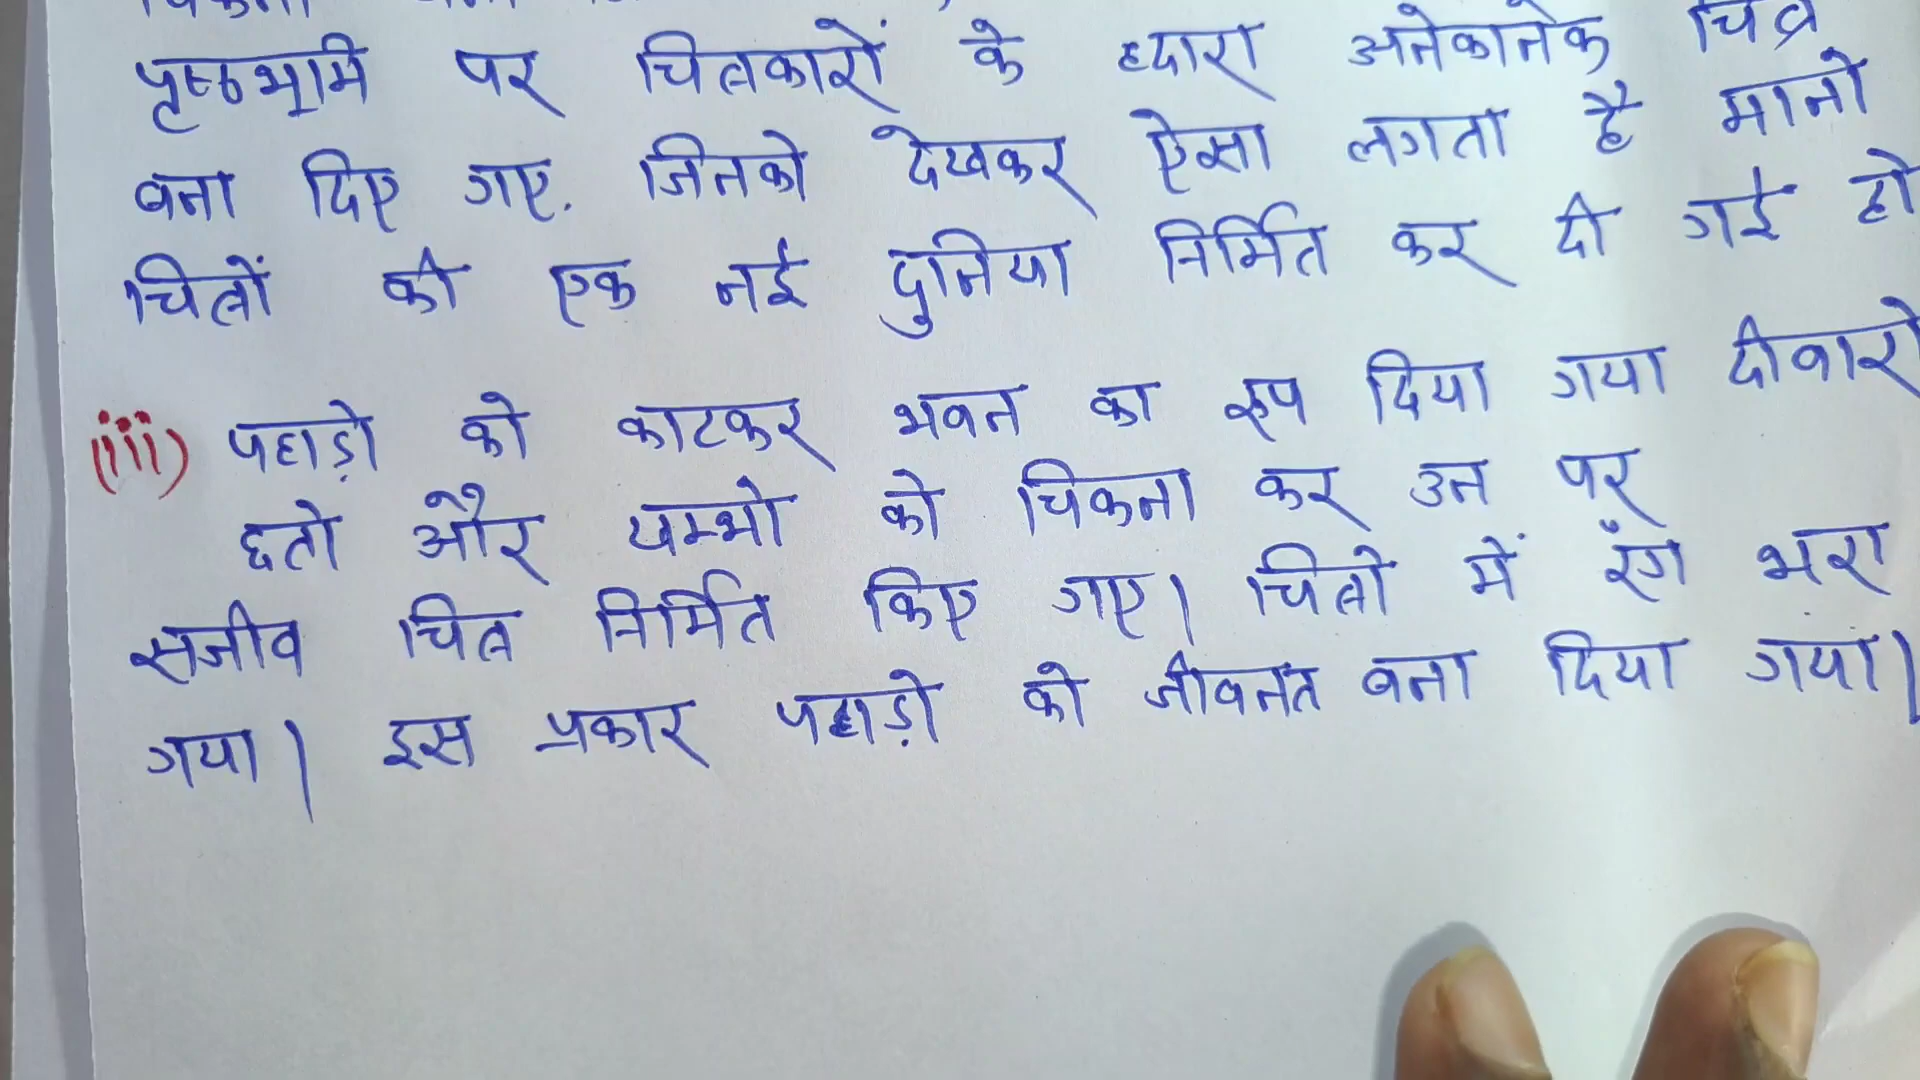 पृष्ठभूमि पर चित्रकारों के द्वारा अनेकानेक चित्र
बना दिए गए. जिनको देखकर ऐसा लगता है मानो
चित्रों की एक नई दुनिया निर्मित कर दी गई हो
(iii) पहाड़ो को काटकर भवन का रूप दिया गया दीवारो
छतो और खम्भो को चिकना कर उन पर
सजीव चित्र निर्मित किए गए। चित्रो में रंग भरा
गया। इस प्रकार पहाड़ो को जीवनत बना दिया गया।